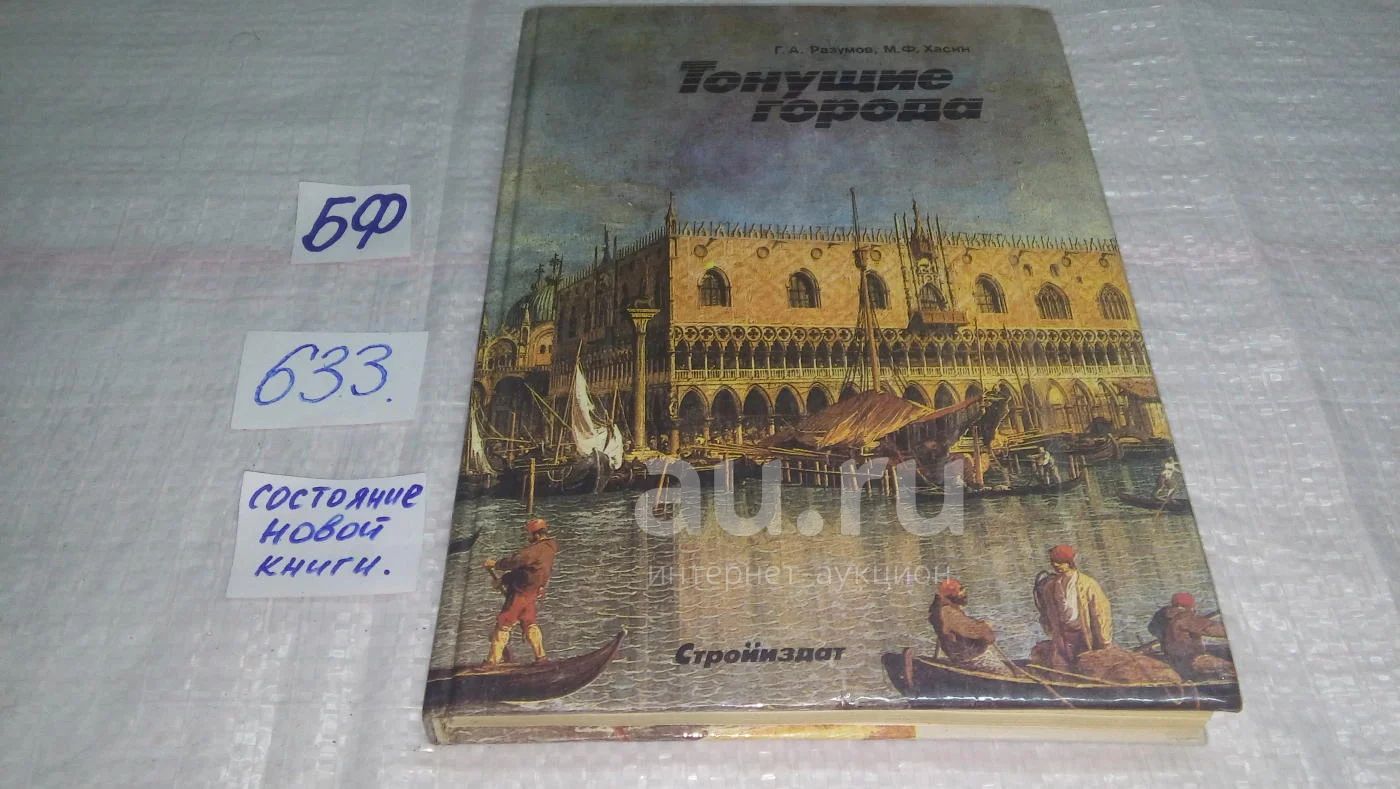 Г. А. Разумов, М. Ф. Хасин
Тонущие
города
БФ
633.
состояние
новой
книги.
au.ru
интернет-аукцион
Стройиздат